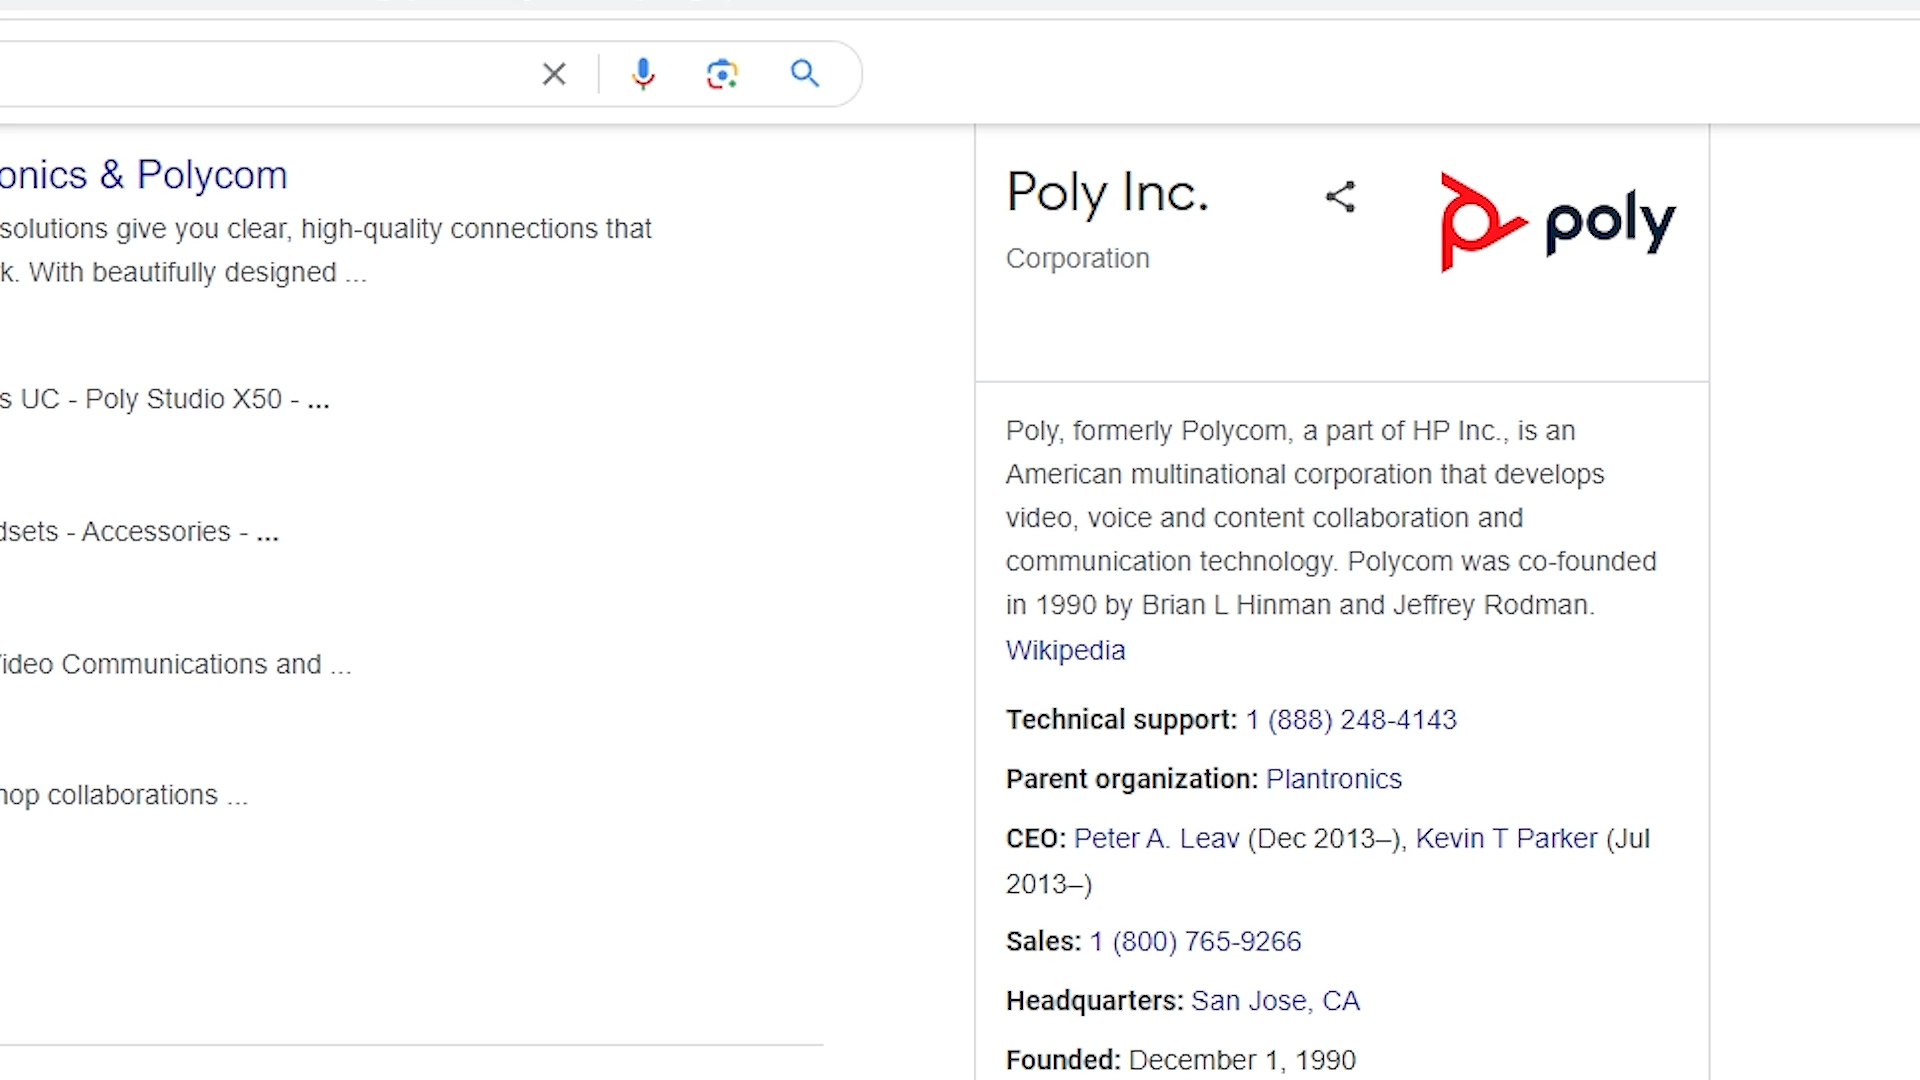 onics & Polycom
solutions give you clear, high-quality connections that
k. With beautifully designed ...
s UC - Poly Studio X50 - ...
dsets - Accessories - ...
ideo Communications and ...
hop collaborations ...
Poly Inc.
Corporation
poly
Poly, formerly Polycom, a part of HP Inc., is an
American multinational corporation that develops
video, voice and content collaboration and
communication technology. Polycom was co-founded
in 1990 by Brian L Hinman and Jeffrey Rodman.
Wikipedia
Technical support: 1 (888) 248-4143
Parent organization: Plantronics
CEO: Peter A. Leav (Dec 2013–), Kevin T Parker (Jul
2013–)
Sales: 1 (800) 765-9266
Headquarters: San Jose, CA
Founded: December 1, 1990